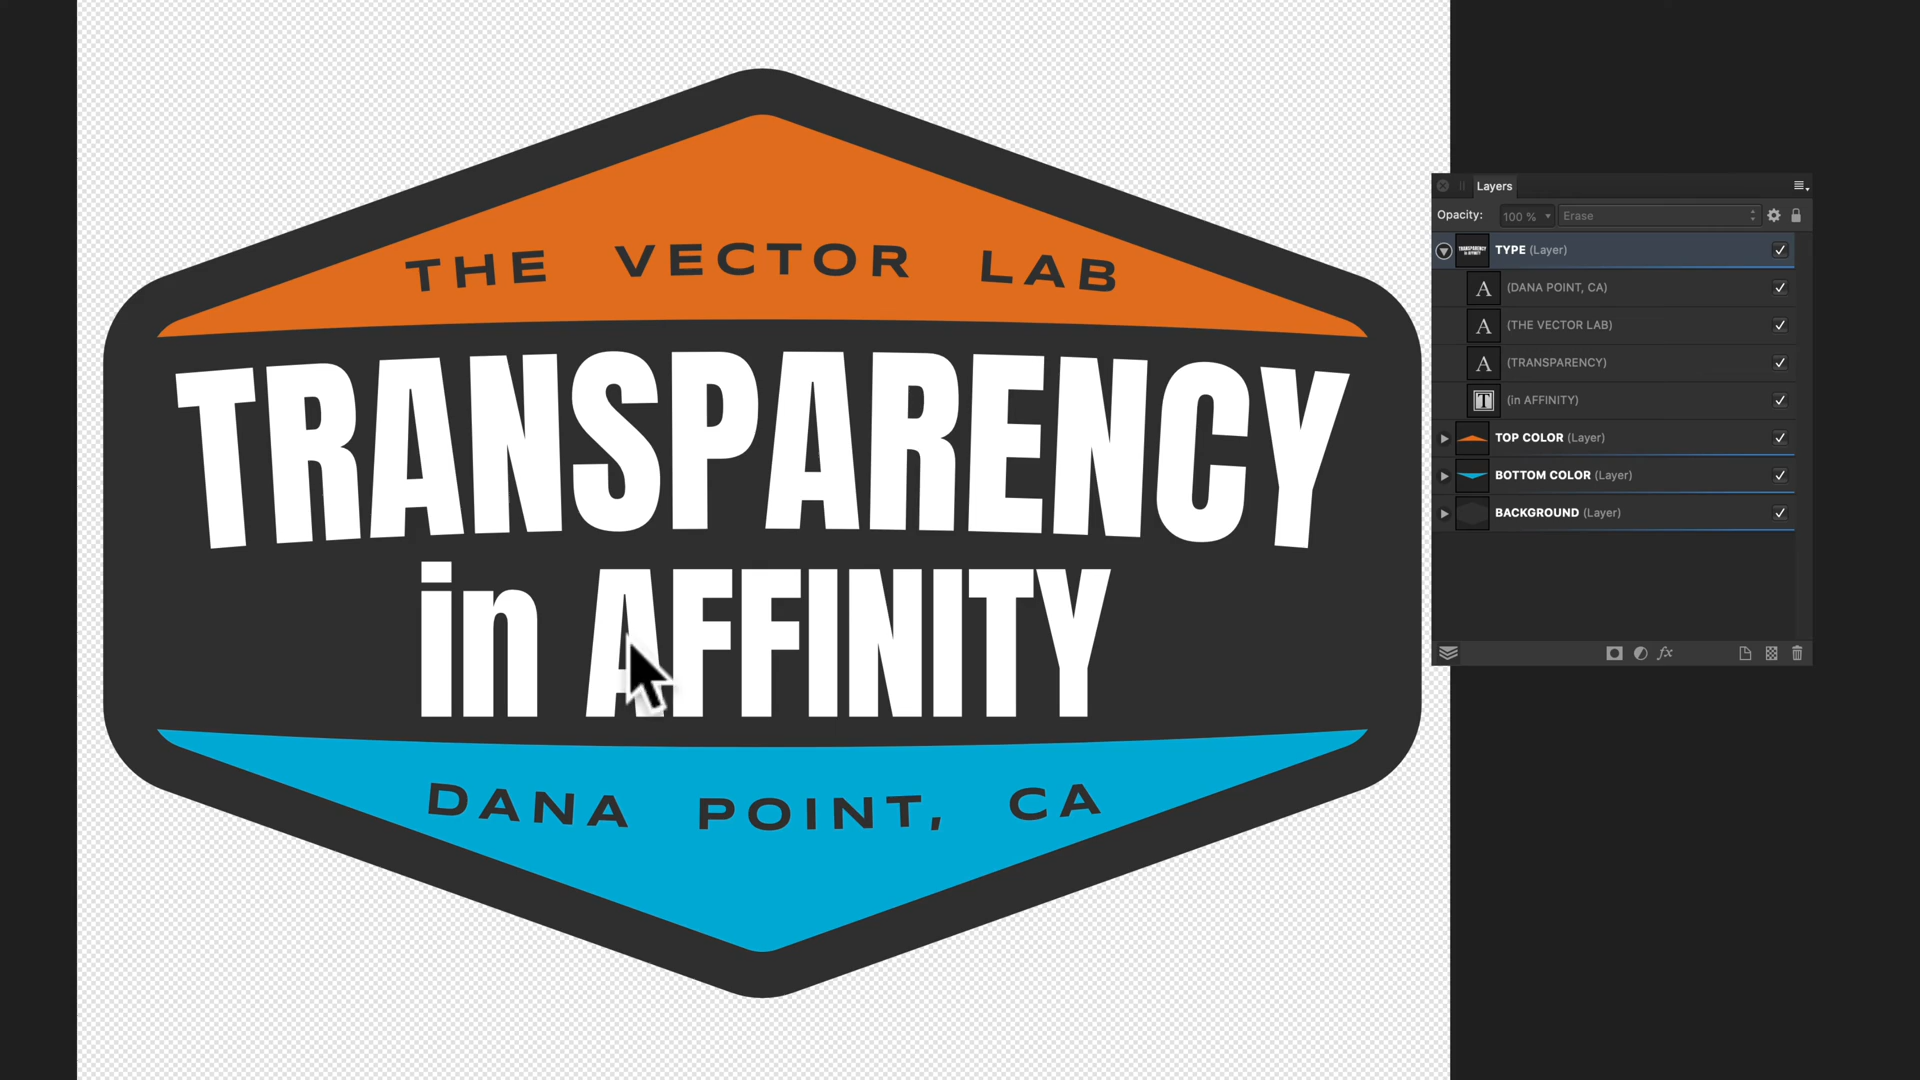 THE VECTOR LAB
TRANSPARENCY
in AFFINITY
DANA POINT, CA
Layers
Opacity: 100 % Erase
TYPE (Layer)
A (DANA POINT, CA)
A (THE VECTOR LAB)
A (TRANSPARENCY)
T (in AFFINITY)
TOP COLOR (Layer)
BOTTOM COLOR (Layer)
BACKGROUND (Layer)
fx